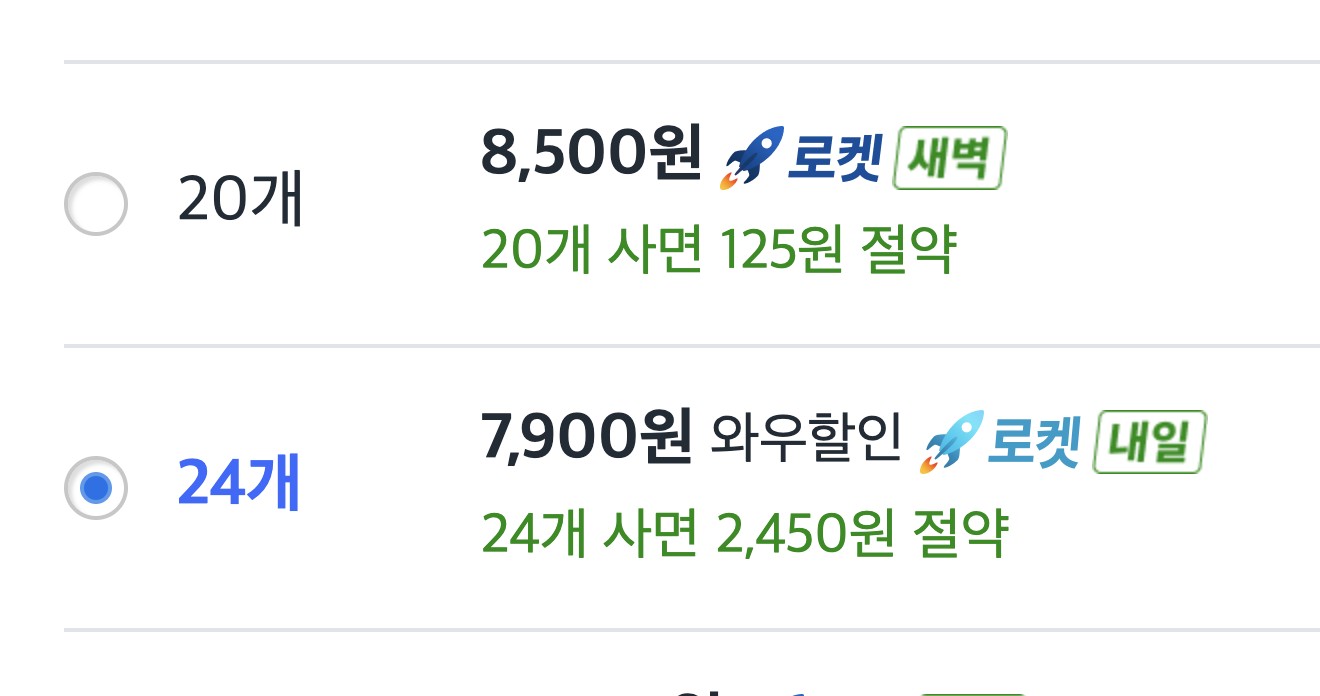 20개
8,500원 로켓 새벽
20개 사면 125원 절약
24개
7,900원 와우할인 로켓 내일
24개 사면 2,450원 절약